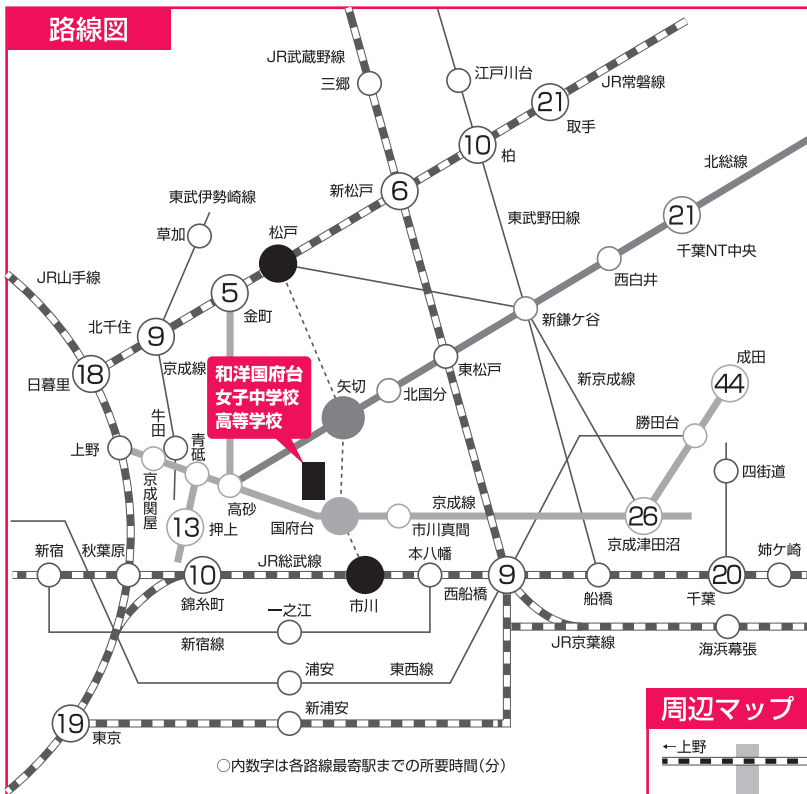 路線図
JR武蔵野線
三郷
江戸川台
JR常磐線
21
取手
10
柏
北総線
新松戸
6
東武伊勢崎線
草加
松戸
東武野田線
21
千葉NT中央
西白井
JR山手線
5
金町
北千住
9
新鎌ケ谷
18
日暮里
京成線
和洋国府台
女子中学校
高等学校
矢切
北国分
東松戸
新京成線
成田
44
勝田台
牛田
青砥
上野
京成関屋
高砂
13
押上
国府台
市川真間
京成線
26
京成津田沼
四街道
新宿
秋葉原
10
錦糸町
JR総武線
市川
本八幡
西船橋
9
船橋
20
千葉
姉ケ崎
一之江
新宿線
JR京葉線
海浜幕張
浦安
東西線
19
東京
新浦安
○内数字は各路線最寄駅までの所要時間(分)
周辺マップ
←上野